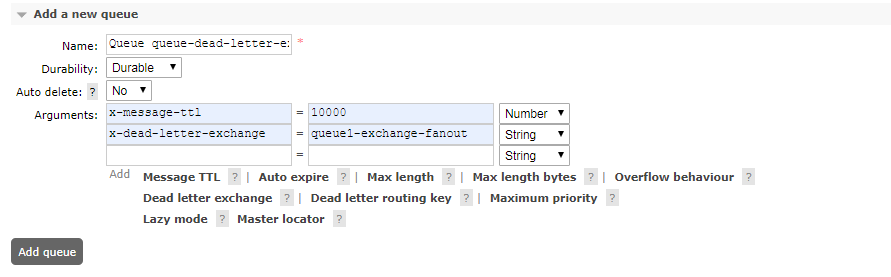 Add a new queue
Name: Queue queue-dead-letter-e *
Durability: Durable
Auto delete: ? No
Arguments: x-message-ttl = 10000 Number
x-dead-letter-exchange = queue1-exchange-fanout String
= String
Add Message TTL ? | Auto expire ? | Max length ? | Max length bytes ? | Overflow behaviour ?
Dead letter exchange ? | Dead letter routing key ? | Maximum priority ?
Lazy mode ? Master locator ?
Add queue